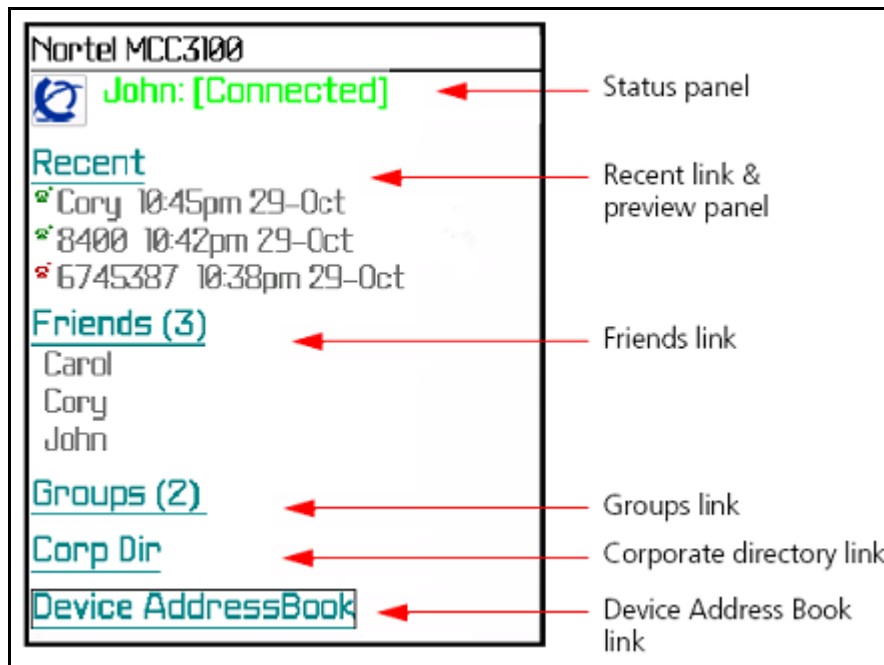 Nortel MCC3100
John: [Connected]
Status panel
Recent
Recent link &
preview panel
Cory 10:45pm 29-Oct
8400 10:42pm 29-Oct
6745387 10:38pm 29-Oct
Friends (3)
Friends link
Carol
Cory
John
Groups (2)
Groups link
Corp Dir
Corporate directory link
Device AddressBook
Device Address Book
link